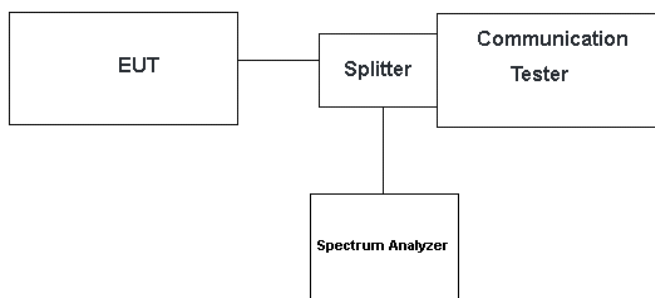 EUT
Splitter
Communication
Tester
Spectrum Analyzer